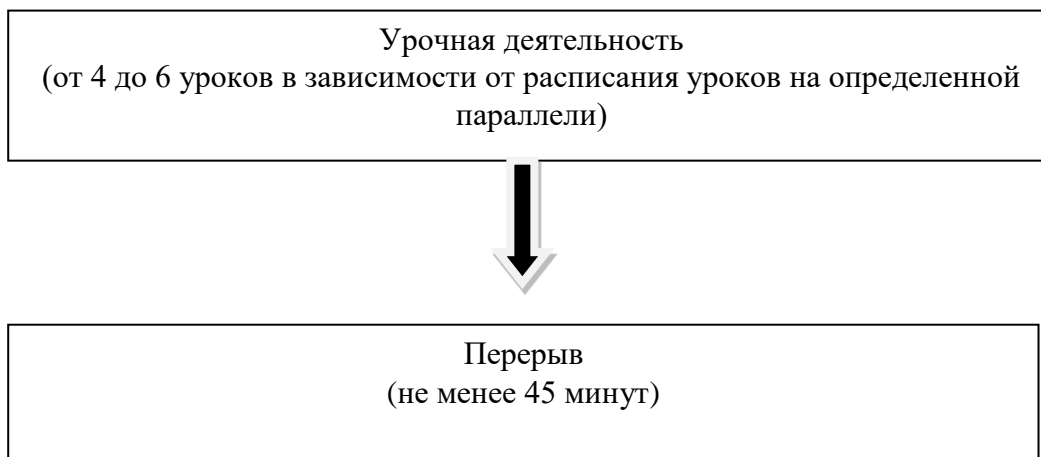 Урочная деятельность
(от 4 до 6 уроков в зависимости от расписания уроков на определенной
параллели)
Перерыв
(не менее 45 минут)